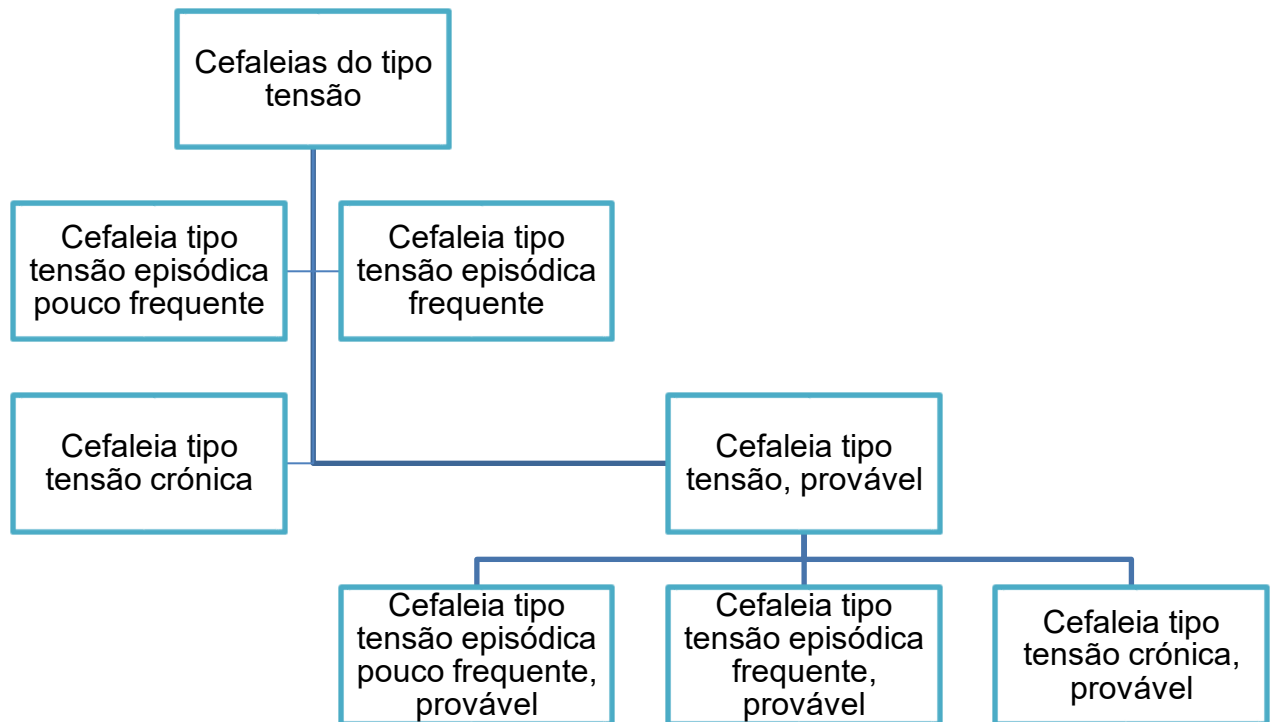 Cefaleias do tipo
tensão
Cefaleia tipo
tensão episódica
pouco frequente
Cefaleia tipo
tensão episódica
frequente
Cefaleia tipo
tensão crónica
Cefaleia tipo
tensão, provável
Cefaleia tipo
tensão episódica
pouco frequente,
provável
Cefaleia tipo
tensão episódica
frequente,
provável
Cefaleia tipo
tensão crónica,
provável